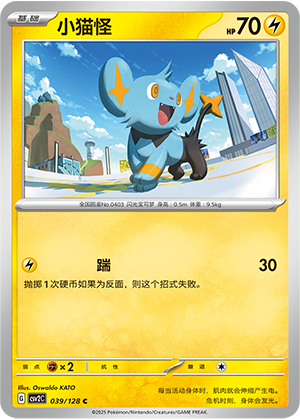 基础 小猫怪 HP 70
全国图鉴No.0403 闪光宝可梦 身高：0.5m 体重：9.5kg
踹 30
抛掷1次硬币如果为反面，则这个招式失败。
弱点 ×2 抗性 撤退
Illus. Oswaldo KATO
G CSV2C 039/128 C
每当活动身体时，肌肉就会伸缩产生电。
危机时刻，身体会发光。
©2025 Pokémon/Nintendo/Creatures/GAME FREAK.